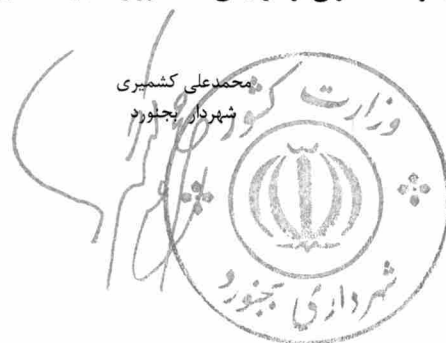 محمدعلی کشمیری
شهردار بجنورد
وزارت کشور
شهرداری بجنورد